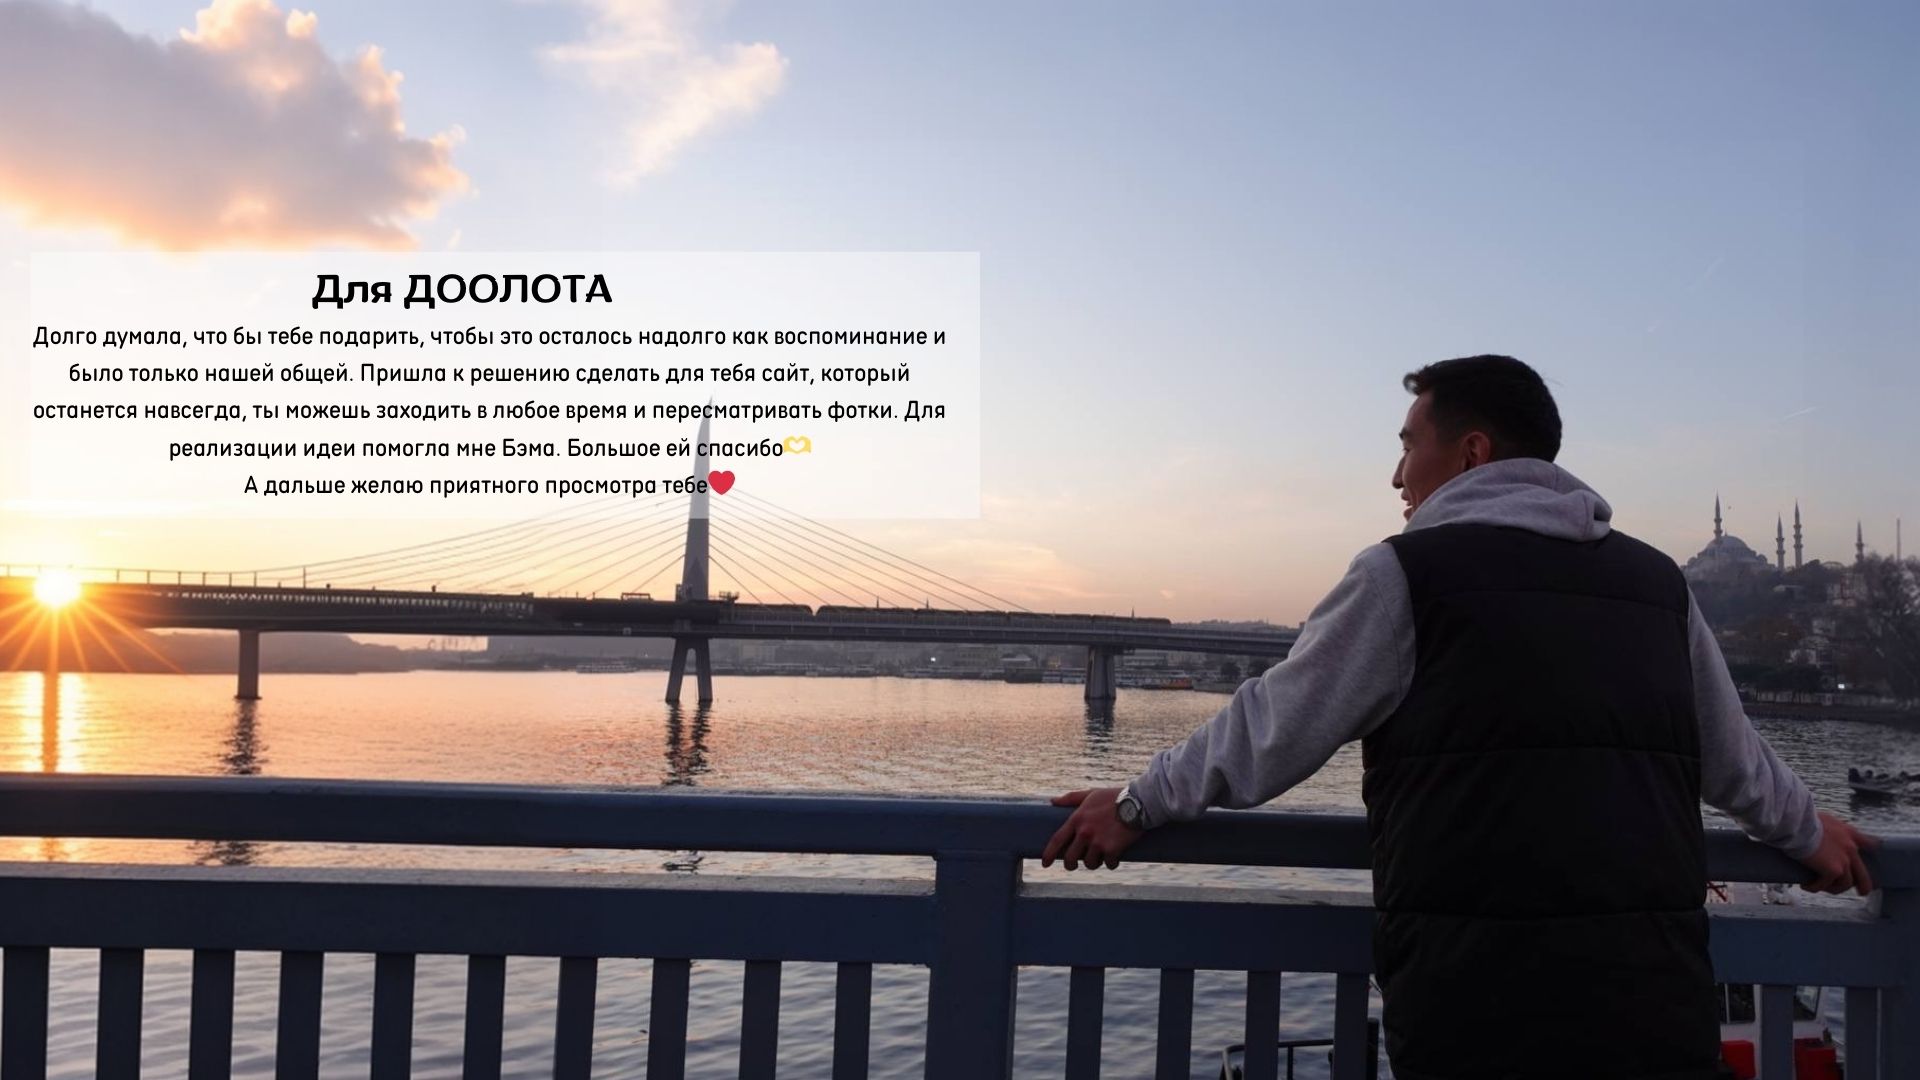 Для ДООЛОТА
Долго думала, что бы тебе подарить, чтобы это осталось надолго как воспоминание и
было только нашей общей. Пришла к решению сделать для тебя сайт, который
останется навсегда, ты можешь заходить в любое время и пересматривать фотки. Для
реализации идеи помогла мне Бэма. Большое ей спасибо🫶
А дальше желаю приятного просмотра тебе❤️